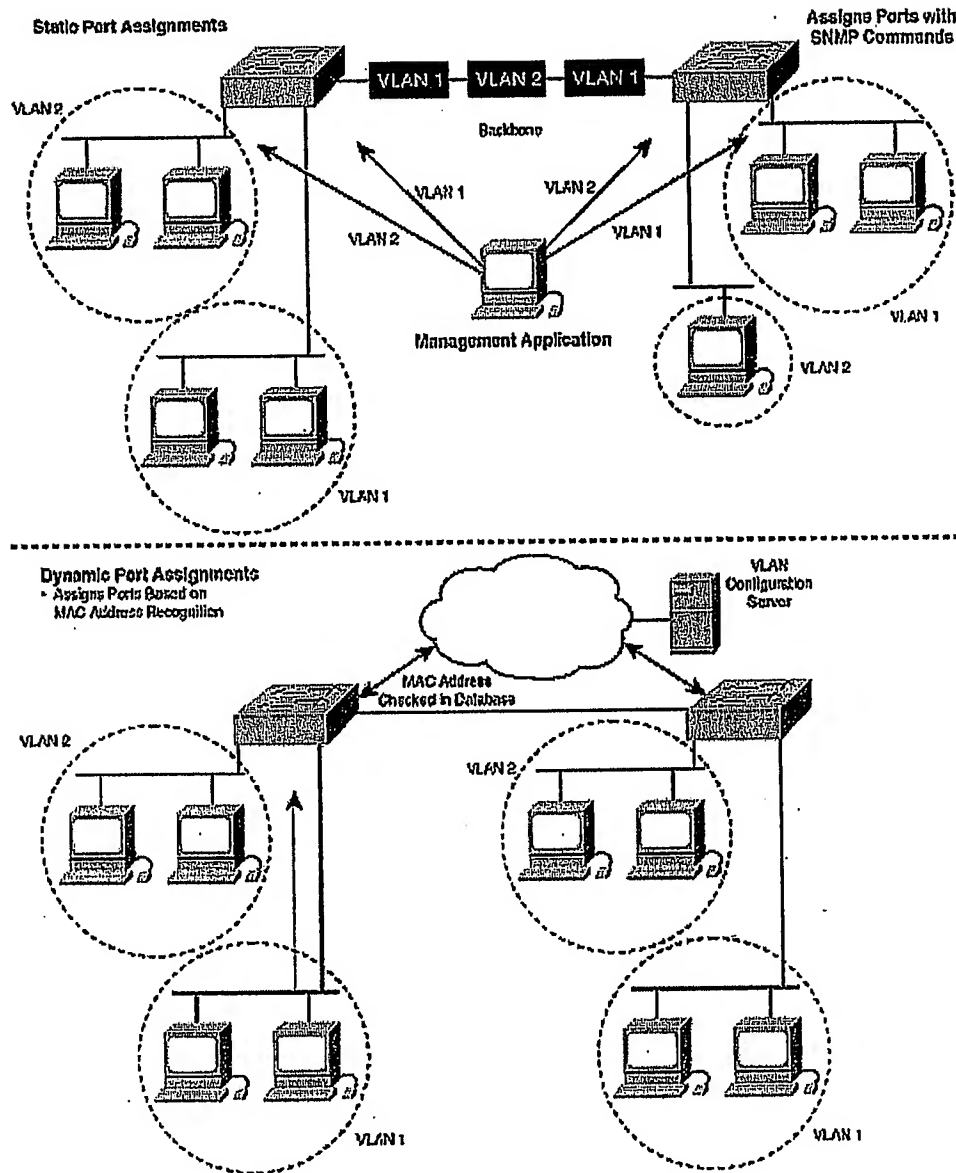 Static Port Assignments
Assigns Ports with
SNMP Commands
VLAN 1
VLAN 2
VLAN 1
VLAN 2
Backbone
VLAN 1
VLAN 2
VLAN 2
VLAN 1
Management Application
VLAN 1
VLAN 2
VLAN 1
Dynamic Port Assignments
• Assigns Ports Based on
MAC Address Recognition
VLAN
Configuration
Server
MAC Address
Checked in Database
VLAN 2
VLAN 2
VLAN 1
VLAN 1